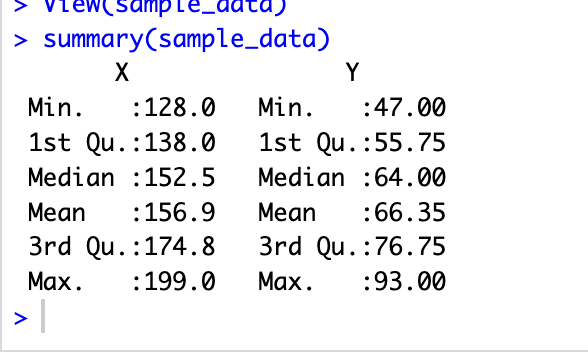 > View(sample_data)
> summary(sample_data)
X Y
Min. :128.0 Min. :47.00
1st Qu.:138.0 1st Qu.:55.75
Median :152.5 Median :64.00
Mean :156.9 Mean :66.35
3rd Qu.:174.8 3rd Qu.:76.75
Max. :199.0 Max. :93.00
>